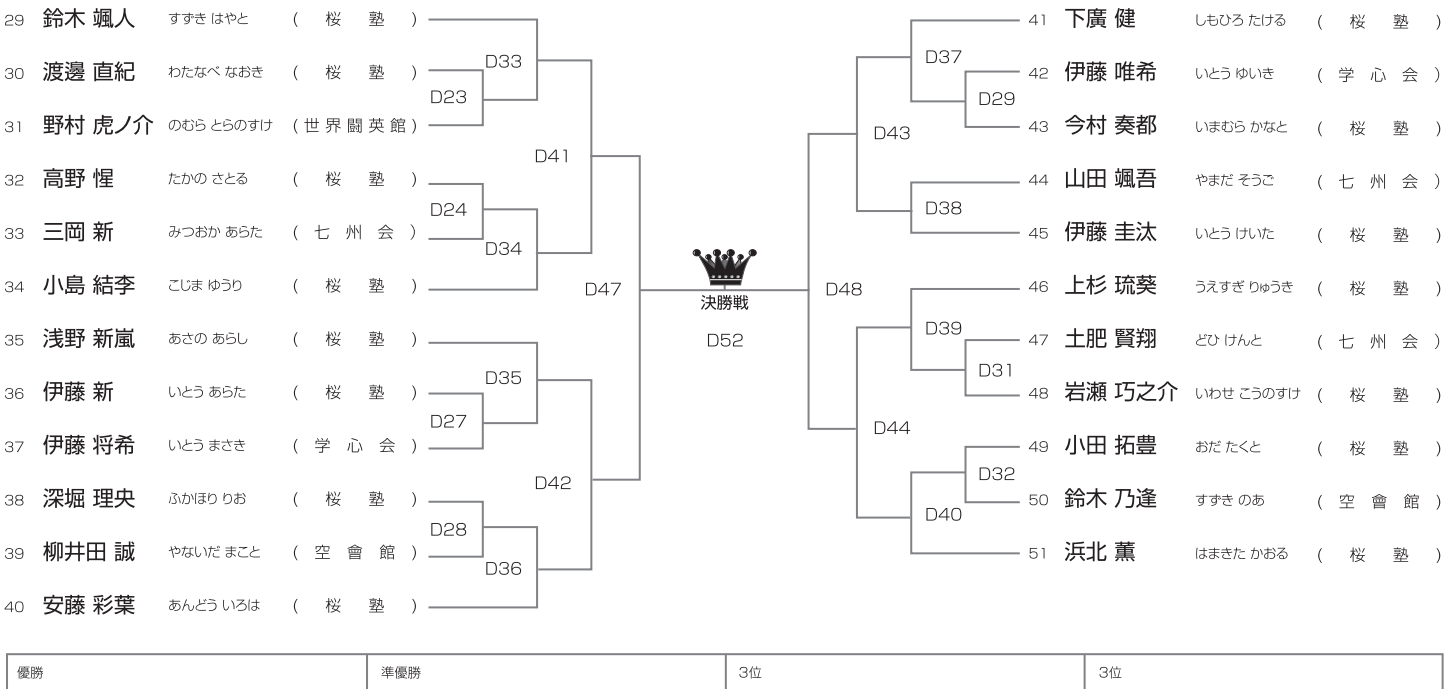 29 鈴木 颯人 すずき はやと ( 桜 塾 )
30 渡邊 直紀 わたなべ なおき ( 桜 塾 )
31 野村 虎ノ介 のむら とらのすけ ( 世 界 闘 英 館 )
32 高野 惺 たかの さとる ( 桜 塾 )
33 三岡 新 みつおか あらた ( 七 州 会 )
34 小島 結李 こじま ゆうり ( 桜 塾 )
35 浅野 新嵐 あさの あらし ( 桜 塾 )
36 伊藤 新 いとう あらた ( 桜 塾 )
37 伊藤 将希 いとう まさき ( 学 心 会 )
38 深堀 理央 ふかほり りお ( 桜 塾 )
39 柳井田 誠 やないだ まこと ( 空 會 館 )
40 安藤 彩葉 あんどう いろは ( 桜 塾 )
D33
D23
D41
D24
D34
D47
D35
D27
D42
D28
D36
決勝戦
D52
D37
D29
D43
D38
D48
D39
D31
D44
D32
D40
41 下廣 健 しもひろ たける ( 桜 塾 )
42 伊藤 唯希 いとう ゆいき ( 学 心 会 )
43 今村 奏都 いまむら かなと ( 桜 塾 )
44 山田 颯吾 やまだ そうご ( 七 州 会 )
45 伊藤 圭汰 いとう けいた ( 桜 塾 )
46 上杉 琉葵 うえすぎ りゅうき ( 桜 塾 )
47 土肥 賢翔 どひ けんと ( 七 州 会 )
48 岩瀬 巧之介 いわせ こうのすけ ( 桜 塾 )
49 小田 拓豊 おだ たくと ( 桜 塾 )
50 鈴木 乃逢 すずき のあ ( 空 會 館 )
51 浜北 薫 はまきた かおる ( 桜 塾 )
優勝 準優勝 3位 3位